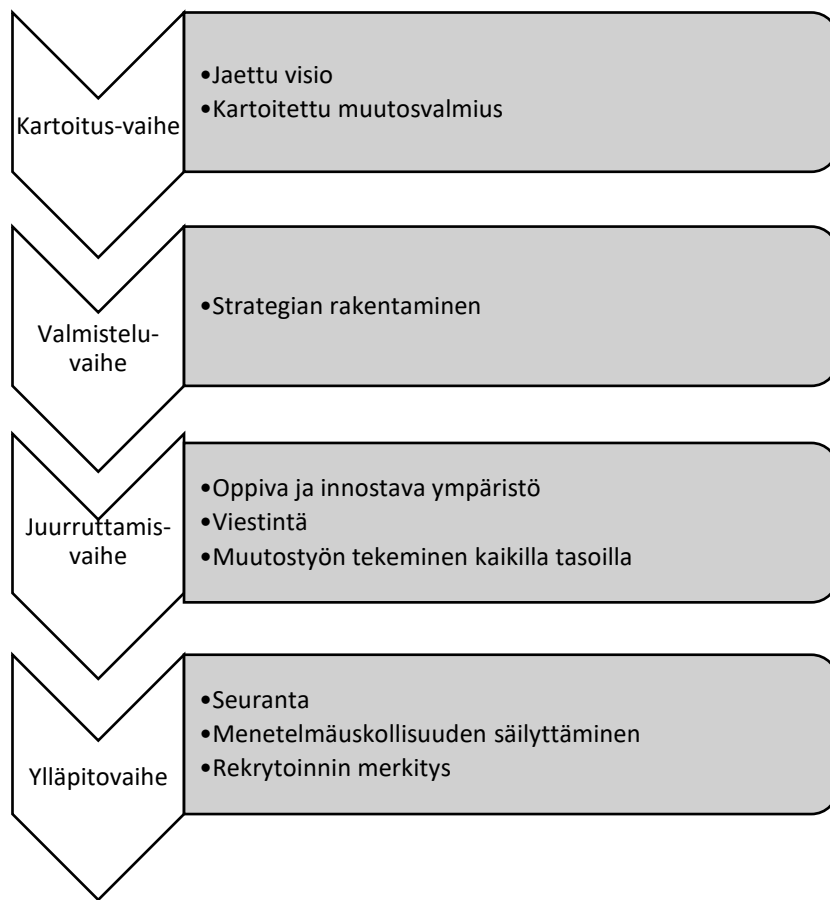 Kartoitus-vaihe
•Jaettu visio
•Kartoitettu muutosvalmius
Valmistelu-
vaihe
•Strategian rakentaminen
Juurruttamis-
vaihe
•Oppiva ja innostava ympäristö
•Viestintä
•Muutostyön tekeminen kaikilla tasoilla
Ylläpitovaihe
•Seuranta
•Menetelmäuskollisuuden säilyttäminen
•Rekrytoinnin merkitys